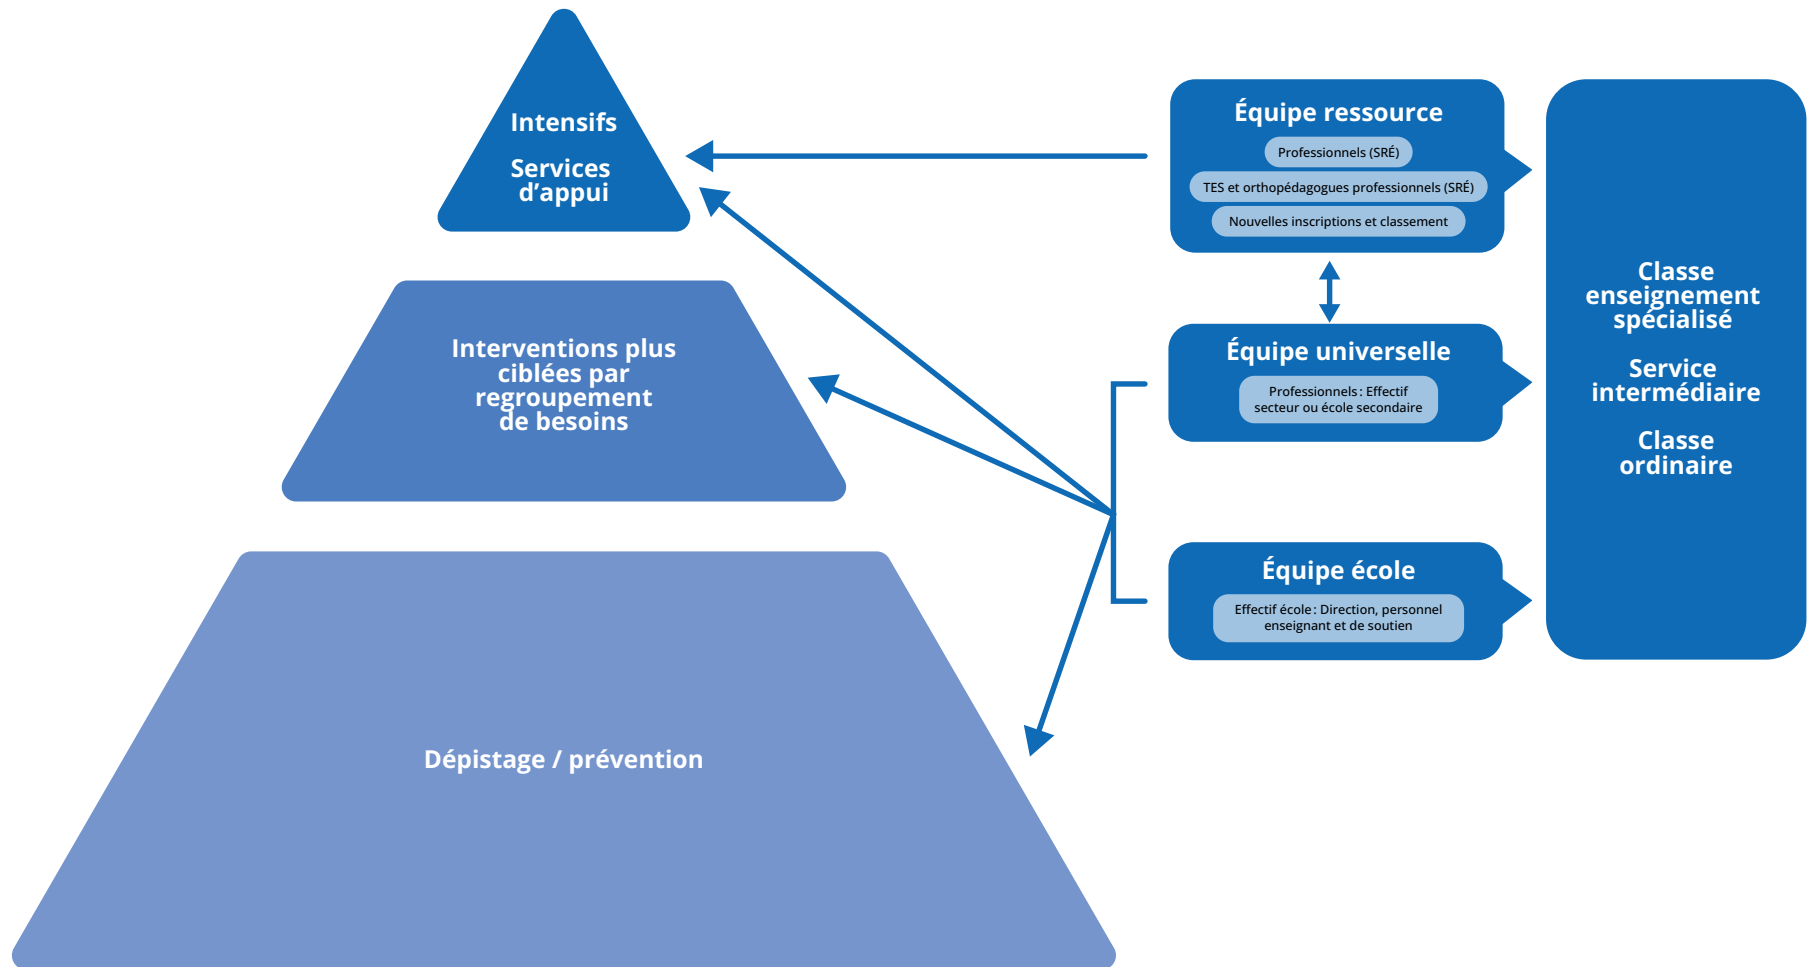 Intensifs
Services
d’appui
Interventions plus
ciblées par
regroupement
de besoins
Dépistage / prévention
Équipe ressource
Professionnels (SRÉ)
TES et orthopédagogues professionnels (SRÉ)
Nouvelles inscriptions et classement
Équipe universelle
Professionnels : Effectif
secteur ou école secondaire
Équipe école
Effectif école : Direction, personnel
enseignant et de soutien
Classe
enseignement
spécialisé
Service
intermédiaire
Classe
ordinaire